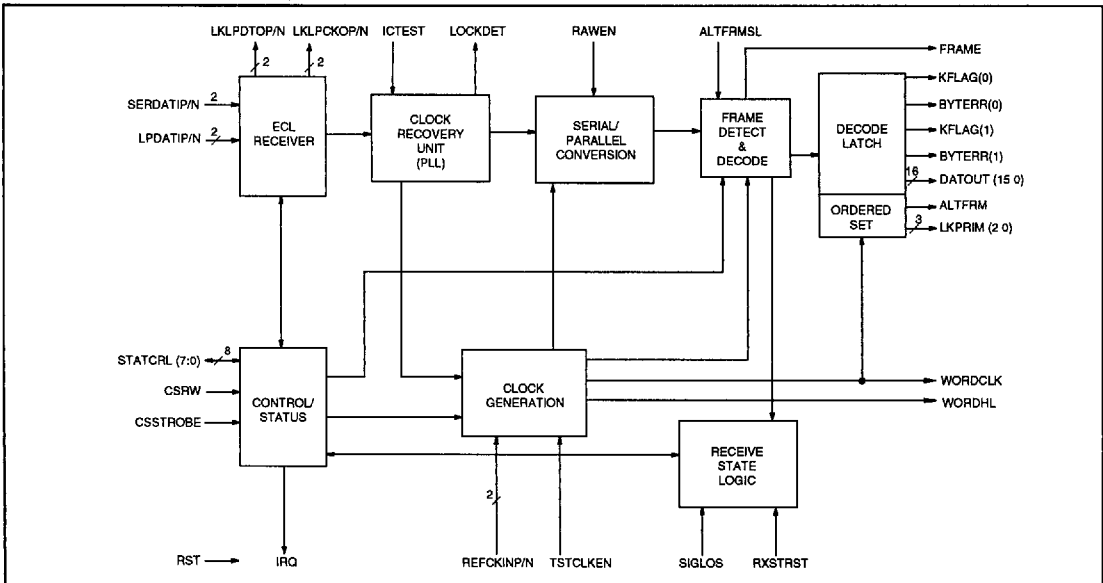 LKLPDTOP/N LKLPCKOP/N ICTEST LOCKDET RAWEN ALTFRMSL
2 2
FRAME
SERDATIP/N 2
LPDATIP/N 2
ECL
RECEIVER
CLOCK
RECOVERY
UNIT
(PLL)
SERIAL/
PARALLEL
CONVERSION
FRAME
DETECT
&
DECODE
DECODE
LATCH
ORDERED
SET
KFLAG(0)
BYTERR(0)
KFLAG(1)
BYTERR(1)
16
DATOUT (15 0)
ALTFRM
3
LKPRIM (2 0)
STATCRL (7:0) 8
CSRW
CSSTROBE
CONTROL/
STATUS
CLOCK
GENERATION
WORDCLK
WORDHL
RECEIVE
STATE
LOGIC
2
RST IRQ REFCKINP/N TSTCLKEN SIGLOS RXSTRST